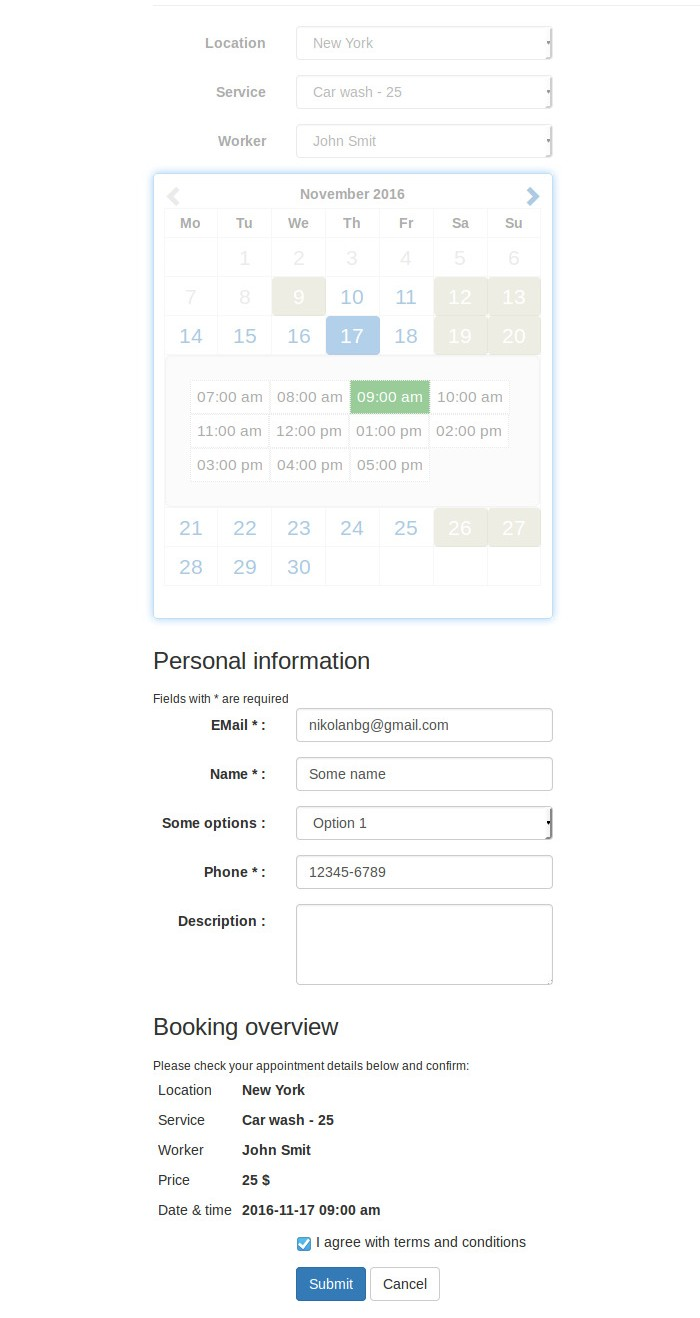 Location New York
Service Car wash - 25
Worker John Smit
November 2016
Mo Tu We Th Fr Sa Su
1 2 3 4 5 6
7 8 9 10 11 12 13
14 15 16 17 18 19 20
07:00 am 08:00 am 09:00 am 10:00 am
11:00 am 12:00 pm 01:00 pm 02:00 pm
03:00 pm 04:00 pm 05:00 pm
21 22 23 24 25 26 27
28 29 30
Personal information
Fields with * are required
EMail * : nikolanbg@gmail.com
Name * : Some name
Some options : Option 1
Phone * : 12345-6789
Description :
Booking overview
Please check your appointment details below and confirm:
Location New York
Service Car wash - 25
Worker John Smit
Price 25 $
Date & time 2016-11-17 09:00 am
I agree with terms and conditions
Submit Cancel